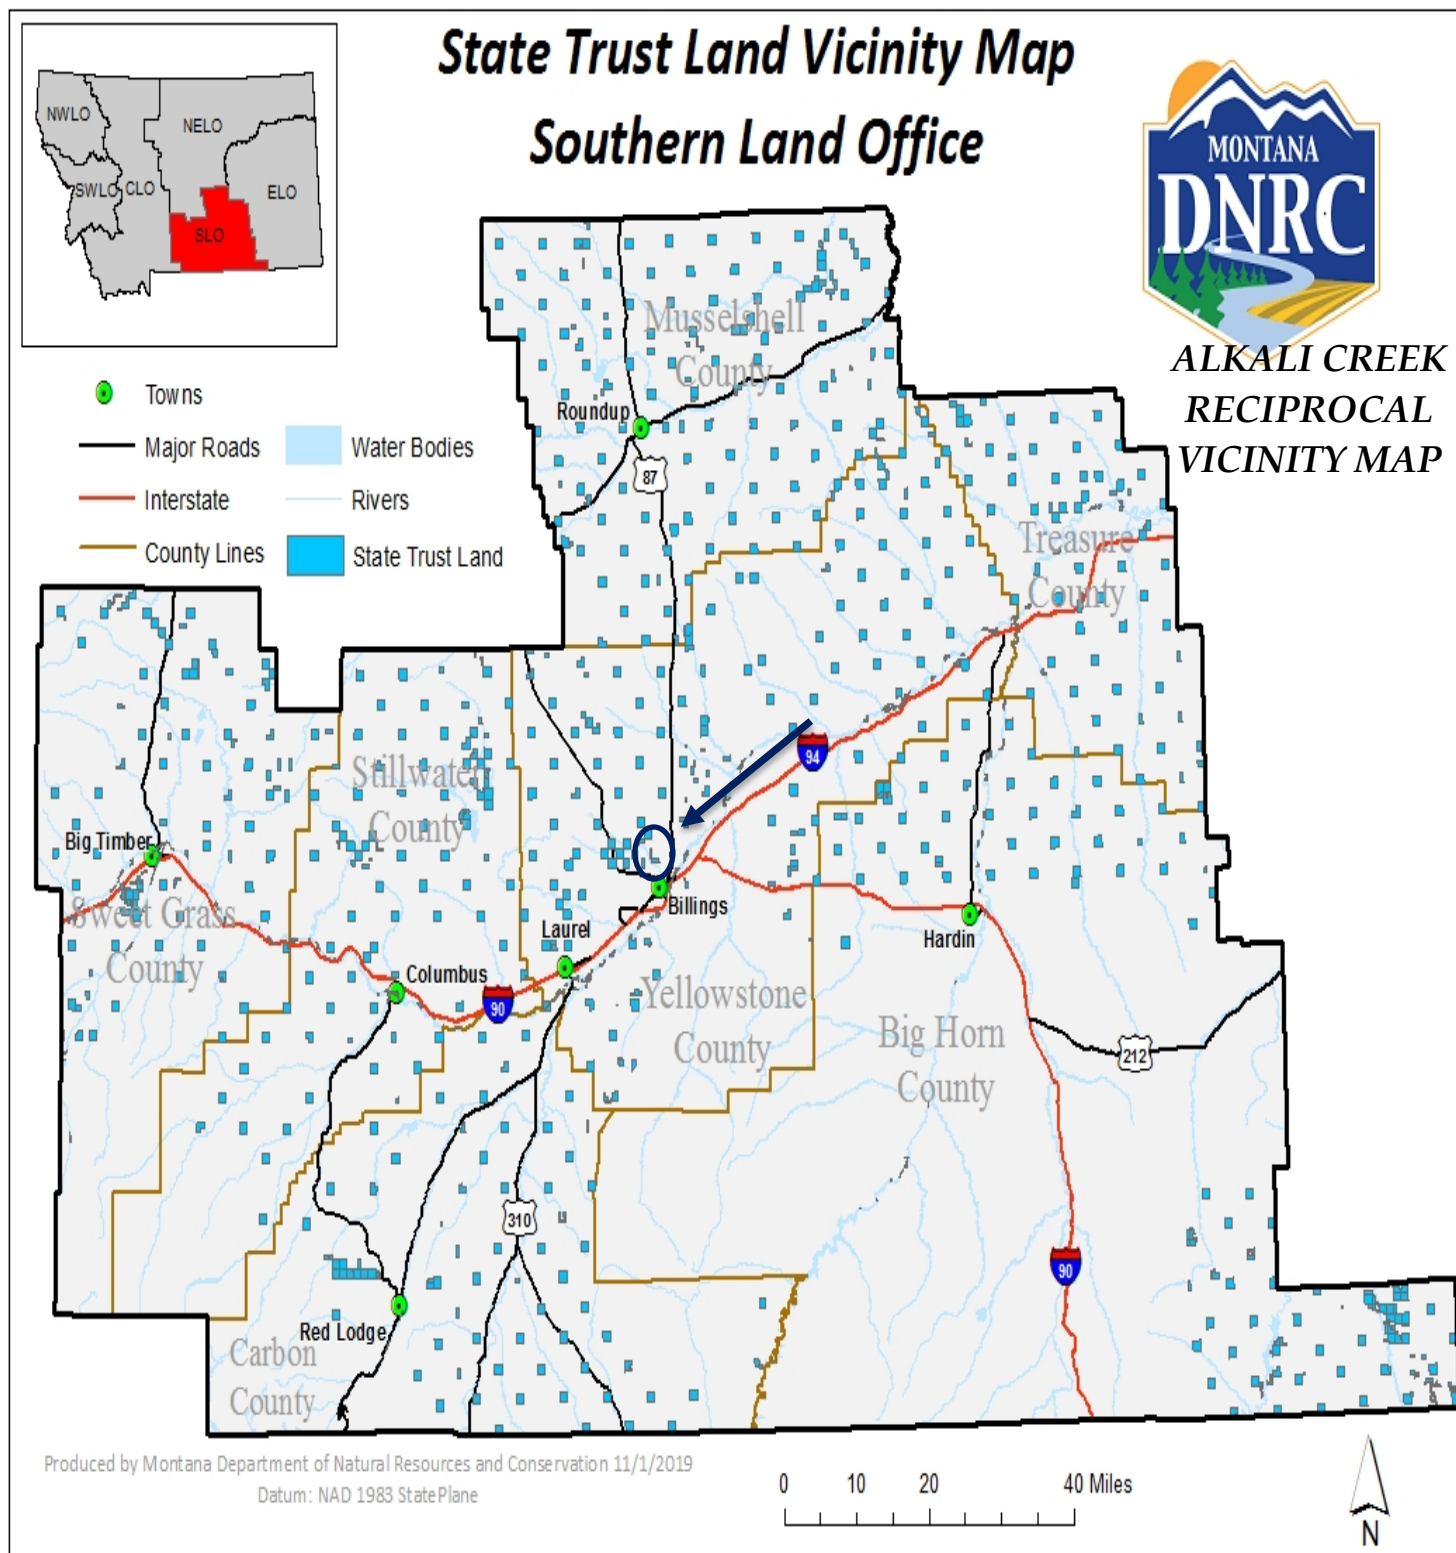 State Trust Land Vicinity Map
Southern Land Office
NWLO
NELO
SWLO
CLO
ELO
SLO
MONTANA
DNRC
ALKALI CREEK
RECIPROCAL
VICINITY MAP
Towns
Major Roads
Water Bodies
Interstate
Rivers
County Lines
State Trust Land
Musselshell
County
Roundup
87
Treasure
County
Stillwater
County
94
Big Timber
Sweet Grass
County
Billings
Laurel
Hardin
Columbus
90
Yellowstone
County
Big Horn
County
212
310
90
Red Lodge
Carbon
County
Produced by Montana Department of Natural Resources and Conservation 11/1/2019
Datum: NAD 1983 StatePlane
0 10 20 40 Miles
N